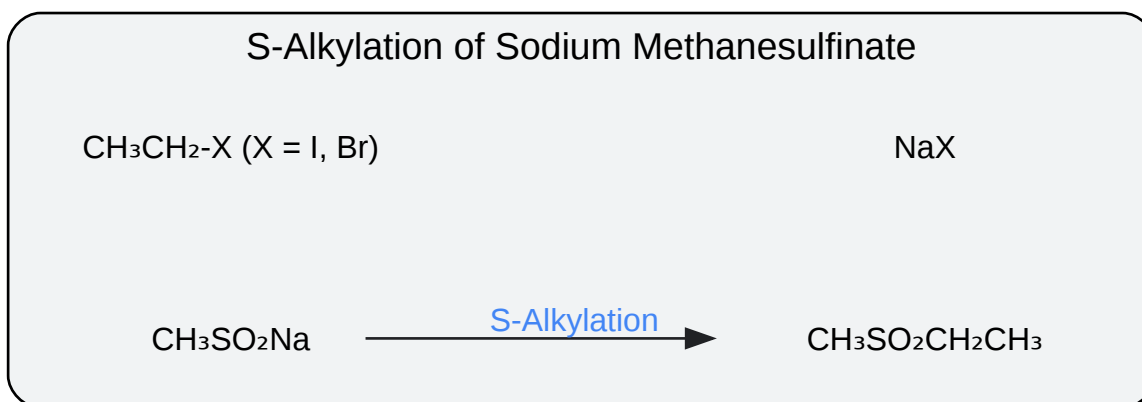 S-Alkylation of Sodium Methanesulfinate
CH₃CH₂-X (X = I, Br)
NaX
S-Alkylation
CH₃SO₂Na
CH₃SO₂CH₂CH₃